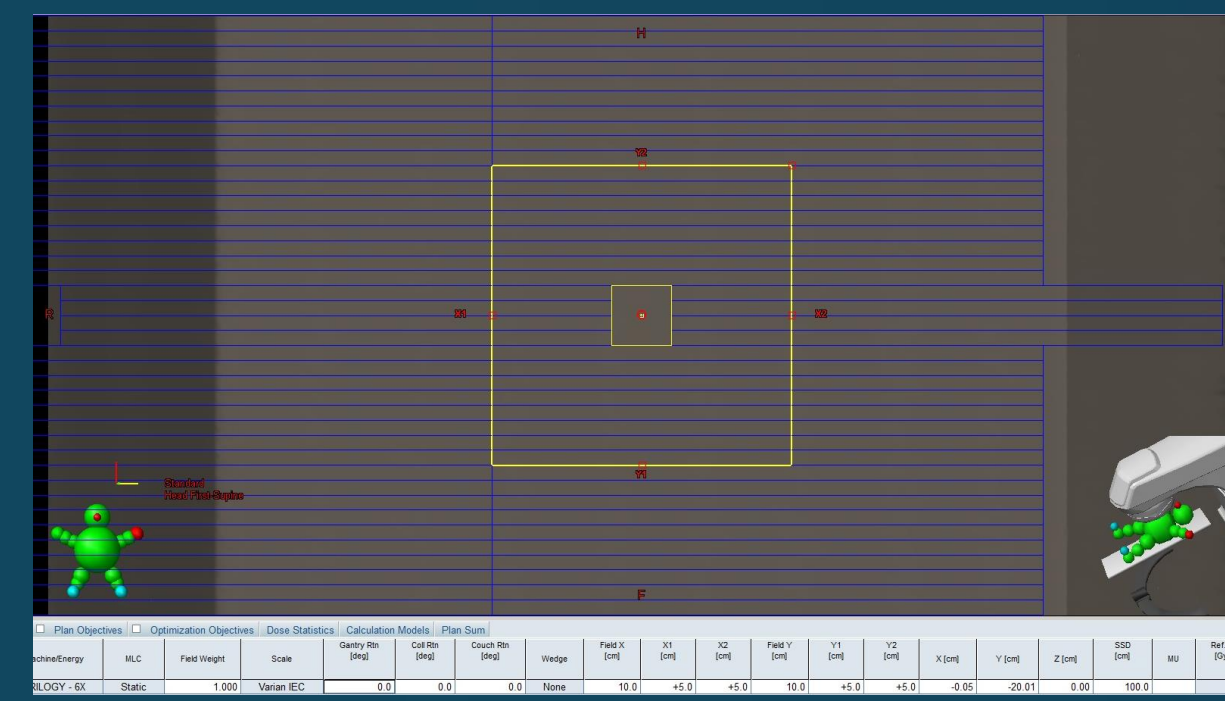 H
Y2
X1
X2
Y1
Standard
Head First-Supine
F
Plan Objectives Optimization Objectives Dose Statistics Calculation Models Plan Sum
MLC Field Weight Scale Gantry Rtn [deg] Coll Rtn [deg] Couch Rtn [deg] Wedge Field X [cm] X1 [cm] X2 [cm] Field Y [cm] Y1 [cm] Y2 [cm] X [cm] Y [cm] Z [cm] SSD [cm] MU Ref.
achine/Energy
RILOGY - 6X Static 1.000 Varian IEC 0.0 0.0 0.0 None 10.0 +5.0 +5.0 10.0 +5.0 +5.0 -0.05 -20.01 0.00 100.0